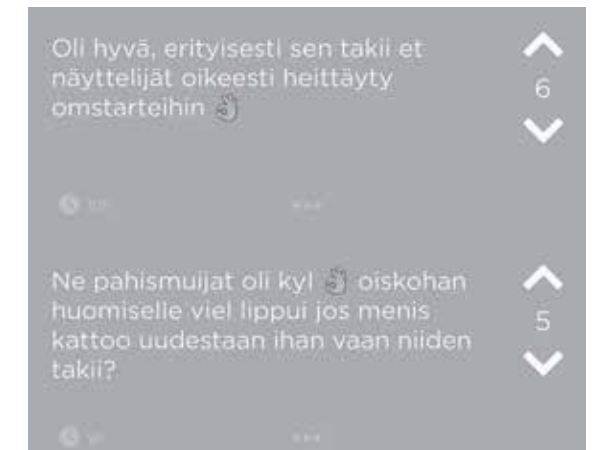 Oli hyvä, erityisesti sen takii et
näyttelijät oikeesti heittäyty
omstarteihin 👌
6
Ne pahismuijat oli kyl 👌 oiskohan
huomiselle viel lippui jos menis
kattoo uudestaan ihan vaan niiden
takii?
5